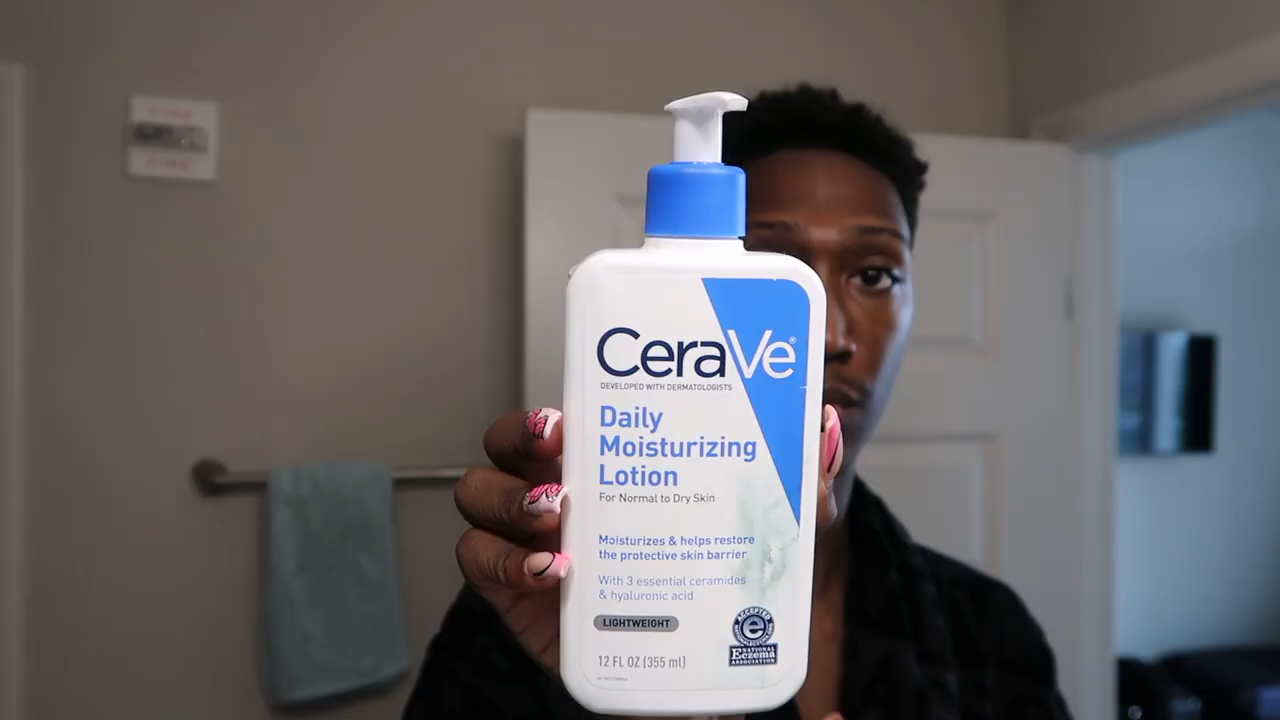 CeraVe®
DEVELOPED WITH DERMATOLOGISTS
Daily
Moisturizing
Lotion
For Normal to Dry Skin
Moisturizes & helps restore
the protective skin barrier
With 3 essential ceramides
& hyaluronic acid
LIGHTWEIGHT
ACCEPTED
e
NATIONAL
Eczema
ASSOCIATION
12 FL OZ (355 ml)